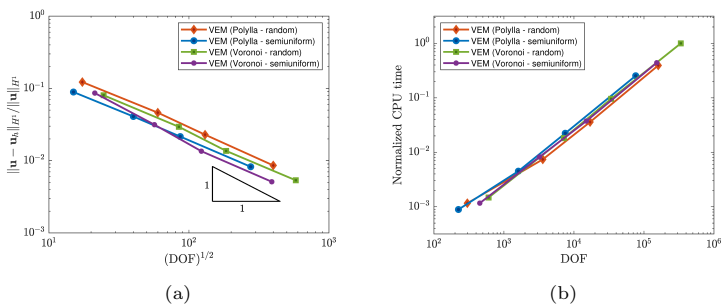 10^0
10^-1
10^-2
10^-3
10^1
10^2
10^3
(DOF)^1/2
||u − u_h||_H^1/||u||_H^1
VEM (Polylla - random)
VEM (Polylla - semiuniform)
VEM (Voronoi - random)
VEM (Voronoi - semiuniform)
1
1
(a)
10^0
10^-1
10^-2
10^-3
10^2
10^3
10^4
10^5
10^6
DOF
Normalized CPU time
VEM (Polylla - random)
VEM (Polylla - semiuniform)
VEM (Voronoi - random)
VEM (Voronoi - semiuniform)
(b)